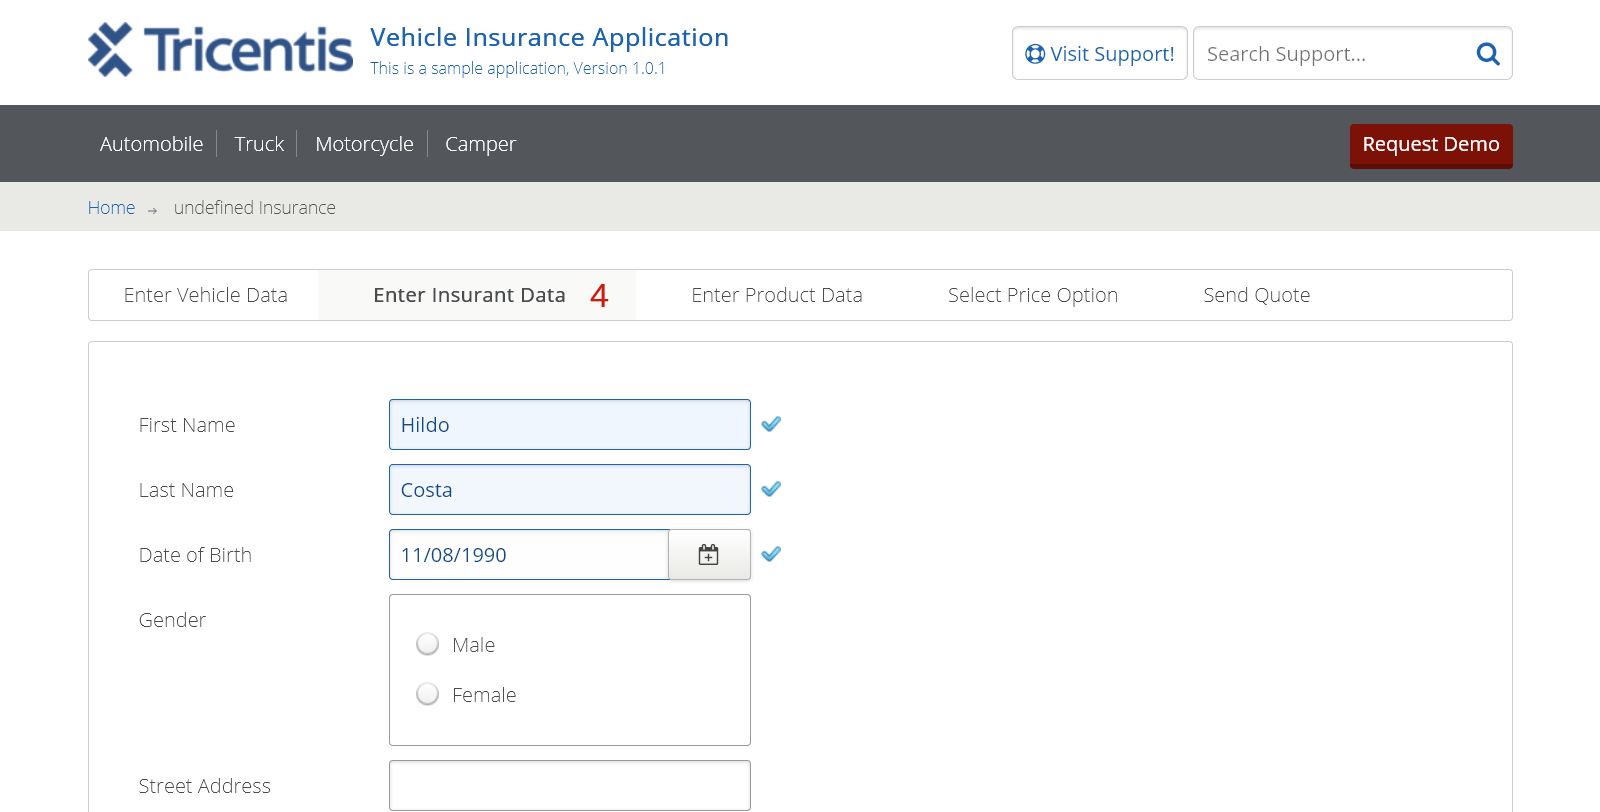 Tricentis
Vehicle Insurance Application
This is a sample application, Version 1.0.1
Visit Support!
Search Support...
Automobile
Truck
Motorcycle
Camper
Request Demo
Home → undefined Insurance
Enter Vehicle Data
Enter Insurant Data 4
Enter Product Data
Select Price Option
Send Quote
First Name
Hildo
Last Name
Costa
Date of Birth
11/08/1990
Gender
Male
Female
Street Address